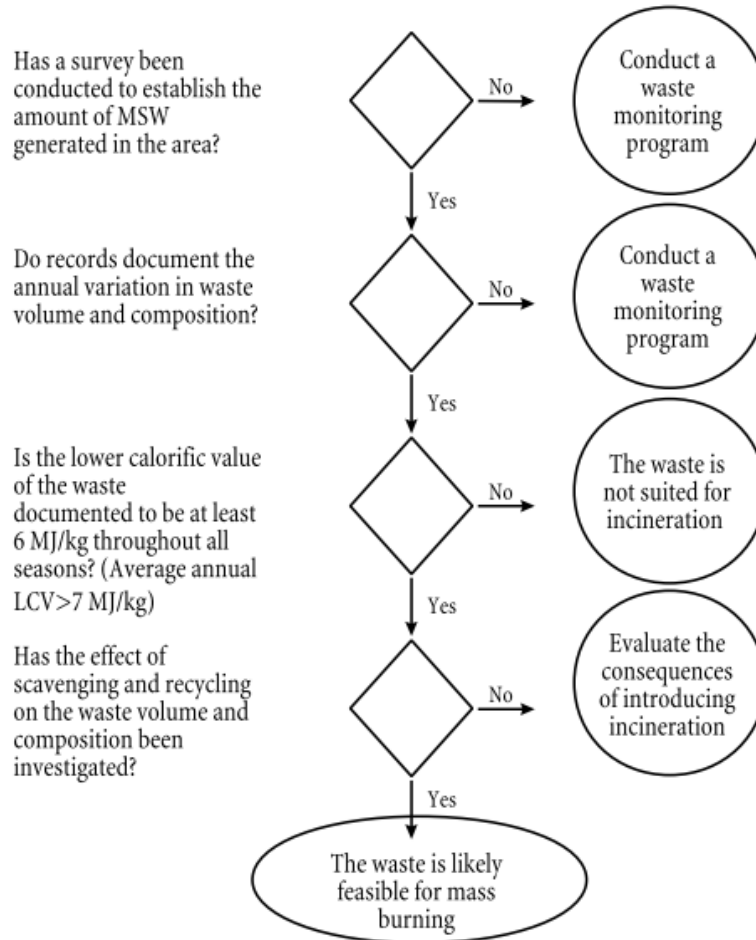 Has a survey been
conducted to establish the
amount of MSW
generated in the area?
No
Conduct a
waste
monitoring
program
Yes
Do records document the
annual variation in waste
volume and composition?
No
Conduct a
waste
monitoring
program
Yes
Is the lower calorific value
of the waste
documented to be at least
6 MJ/kg throughout all
seasons? (Average annual
LCV>7 MJ/kg)
No
The waste is
not suited for
incineration
Yes
Has the effect of
scavenging and recycling
on the waste volume and
composition been
investigated?
No
Evaluate the
consequences
of introducing
incineration
Yes
The waste is likely
feasible for mass
burning